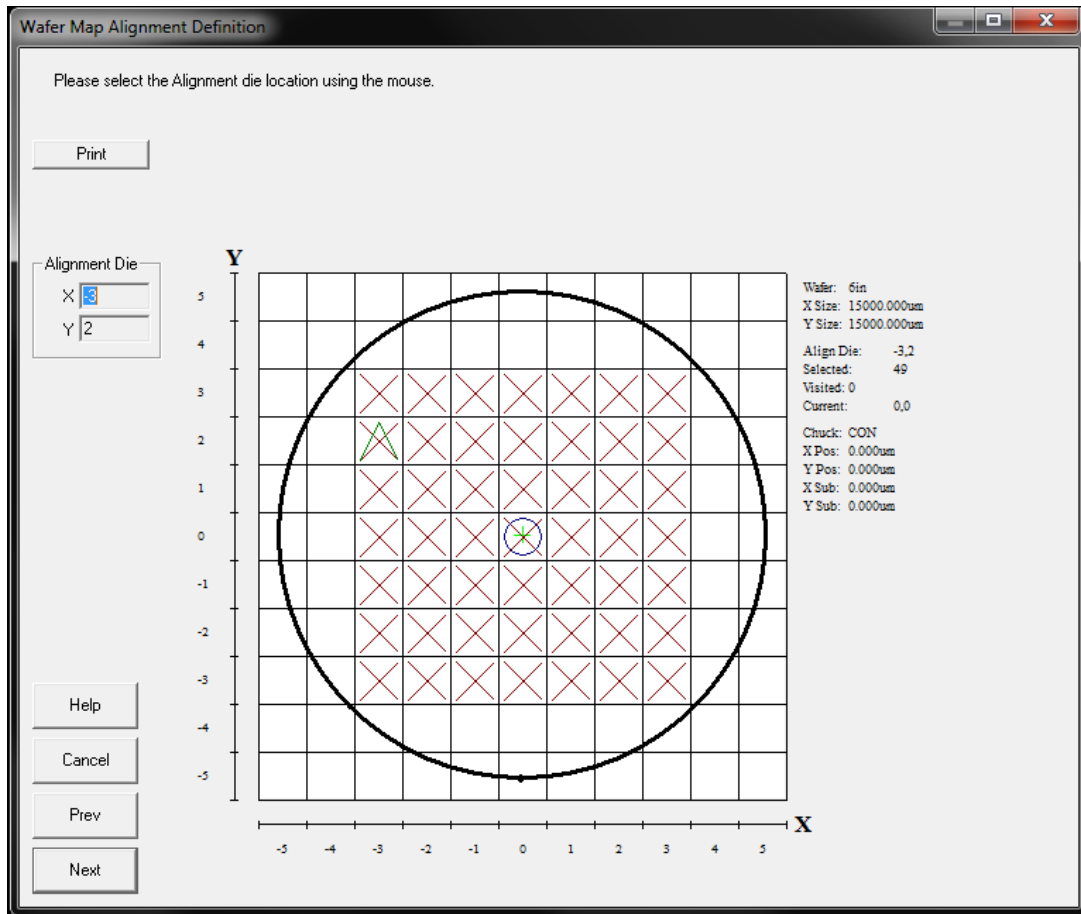 Wafer Map Alignment Definition
Please select the Alignment die location using the mouse.
Print
Alignment Die
X -3
Y 2
Y
5
4
3
2
1
0
-1
-2
-3
-4
-5
X
-5 -4 -3 -2 -1 0 1 2 3 4 5
Wafer: 6in
X Size: 15000.000um
Y Size: 15000.000um
Align Die: -3,2
Selected: 49
Visited: 0
Current: 0,0
Chuck: CON
X Pos: 0.000um
Y Pos: 0.000um
X Sub: 0.000um
Y Sub: 0.000um
Help
Cancel
Prev
Next